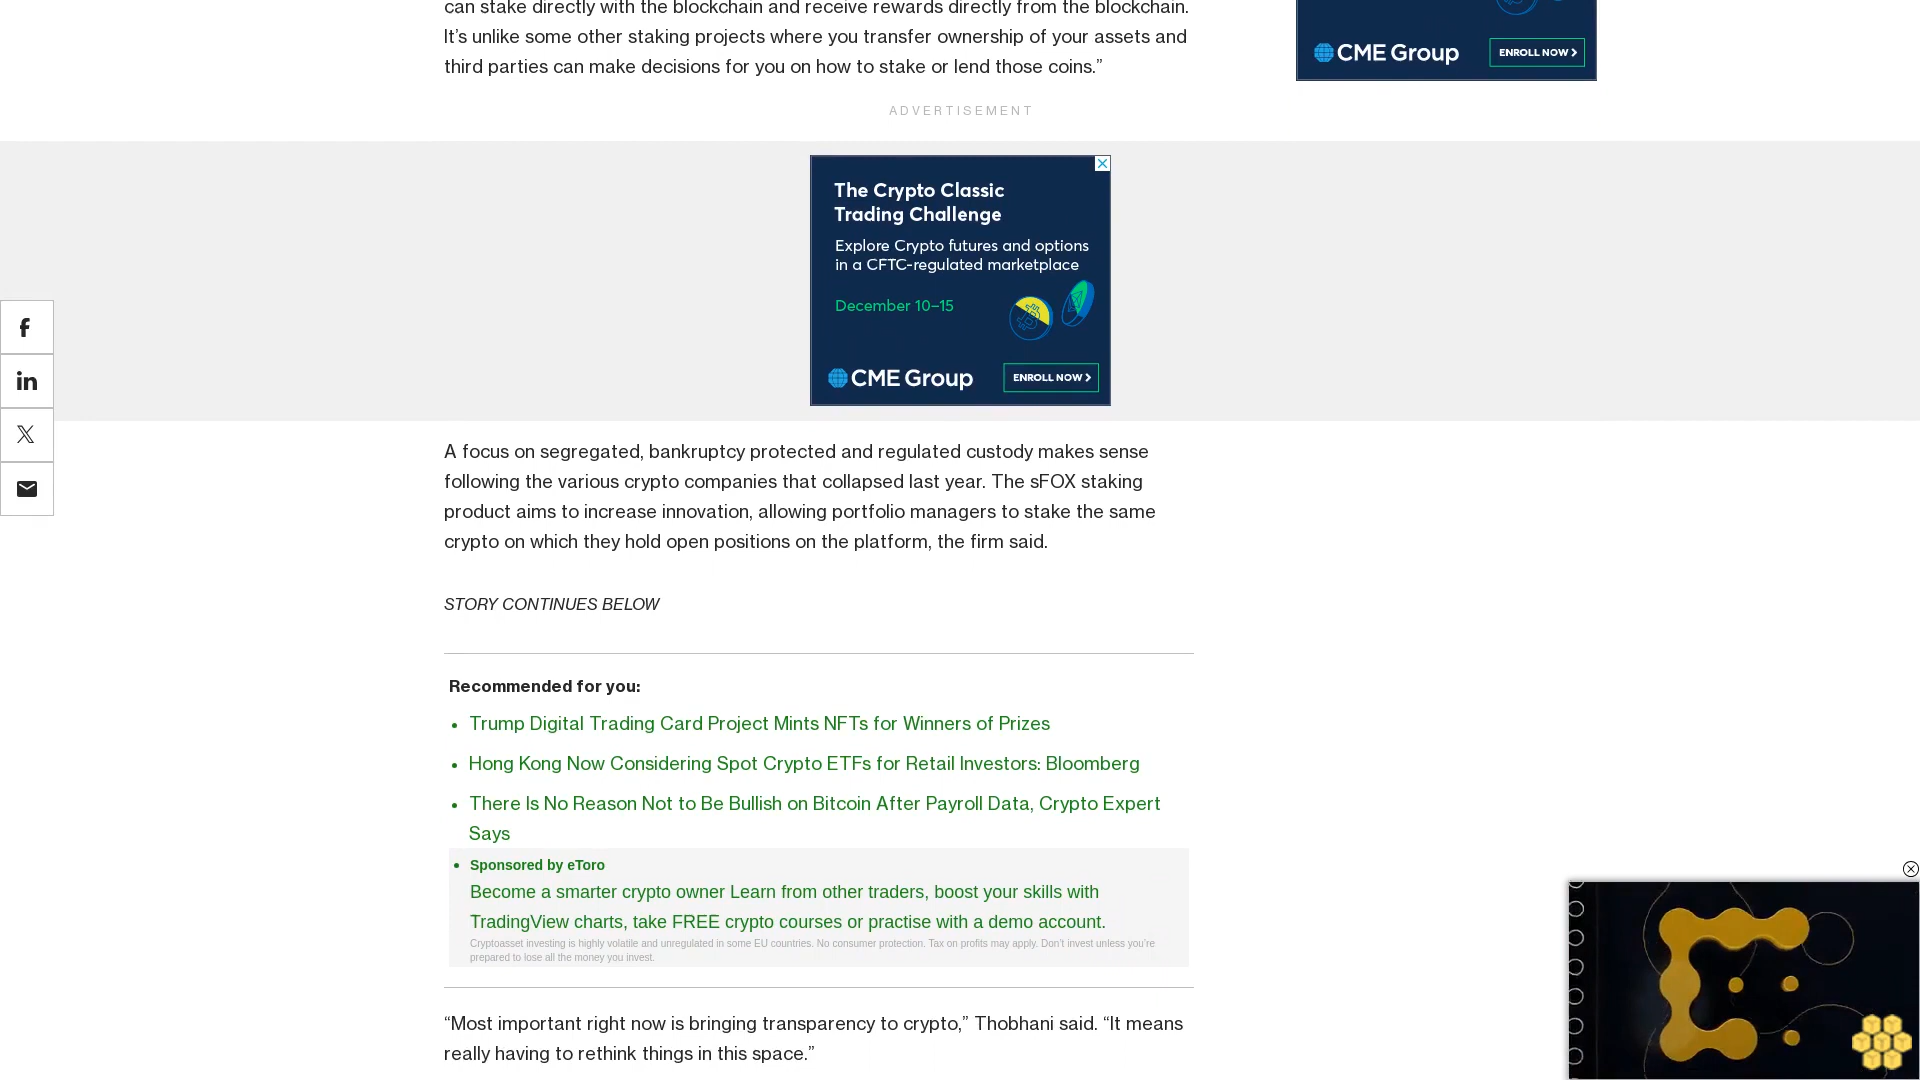 can stake directly with the blockchain and receive rewards directly from the blockchain.
It’s unlike some other staking projects where you transfer ownership of your assets and
third parties can make decisions for you on how to stake or lend those coins.”
CME Group
ENROLL NOW
ADVERTISEMENT
The Crypto Classic
Trading Challenge
Explore Crypto futures and options
in a CFTC-regulated marketplace
December 10–15
CME Group
ENROLL NOW
A focus on segregated, bankruptcy protected and regulated custody makes sense
following the various crypto companies that collapsed last year. The sFOX staking
product aims to increase innovation, allowing portfolio managers to stake the same
crypto on which they hold open positions on the platform, the firm said.
STORY CONTINUES BELOW
Recommended for you:
• Trump Digital Trading Card Project Mints NFTs for Winners of Prizes
• Hong Kong Now Considering Spot Crypto ETFs for Retail Investors: Bloomberg
• There Is No Reason Not to Be Bullish on Bitcoin After Payroll Data, Crypto Expert
Says
• Sponsored by eToro
Become a smarter crypto owner Learn from other traders, boost your skills with
TradingView charts, take FREE crypto courses or practise with a demo account.
Cryptoasset investing is highly volatile and unregulated in some EU countries. No consumer protection. Tax on profits may apply. Don’t invest unless you’re
prepared to lose all the money you invest.
“Most important right now is bringing transparency to crypto,” Thobhani said. “It means
really having to rethink things in this space.”